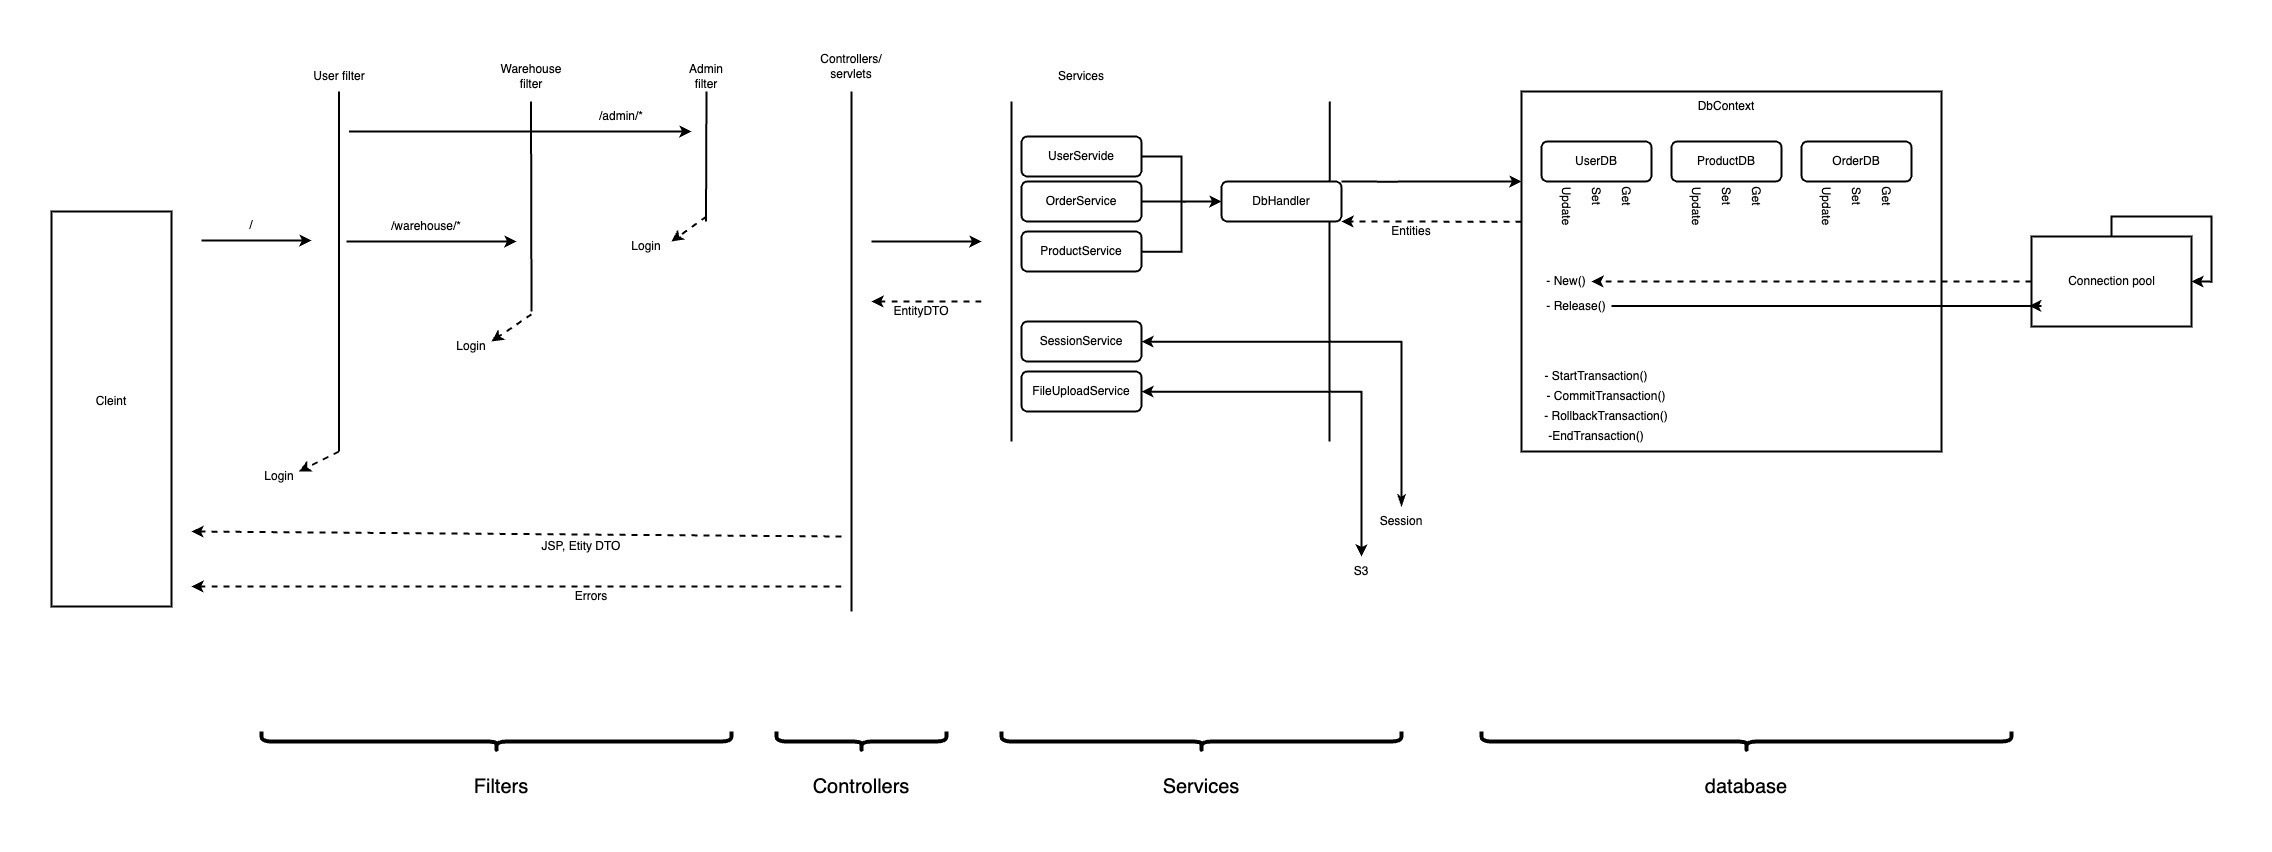 User filter
Warehouse
filter
Admin
filter
Controllers/
servlets
Services
DbContext
/admin/*
UserServide
OrderService
ProductService
DbHandler
UserDB
ProductDB
OrderDB
Update
Set
Get
Update
Set
Get
Update
Set
Get
/
/warehouse/*
Login
Entities
- New()
- Release()
Connection pool
EntityDTO
Login
SessionService
FileUploadService
- StartTransaction()
- CommitTransaction()
- RollbackTransaction()
-EndTransaction()
Cleint
Login
Session
JSP, Etity DTO
S3
Errors
Filters
Controllers
Services
database